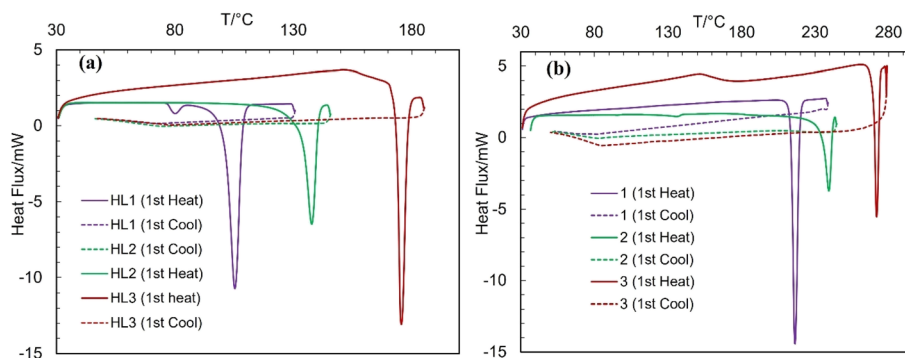 T/°C
30 80 130 180
5
0
-5
-10
-15
Heat Flux/mW
(a)
HL1 (1st Heat)
HL1 (1st Cool)
HL2 (1st Cool)
HL2 (1st Heat)
HL3 (1st heat)
HL3 (1st Cool)
T/°C
30 80 130 180 230 280
5
0
-5
-10
-15
Heat Flux/mW
(b)
1 (1st Heat)
1 (1st Cool)
2 (1st Heat)
2 (1st Cool)
3 (1st Heat)
3 (1st Cool)